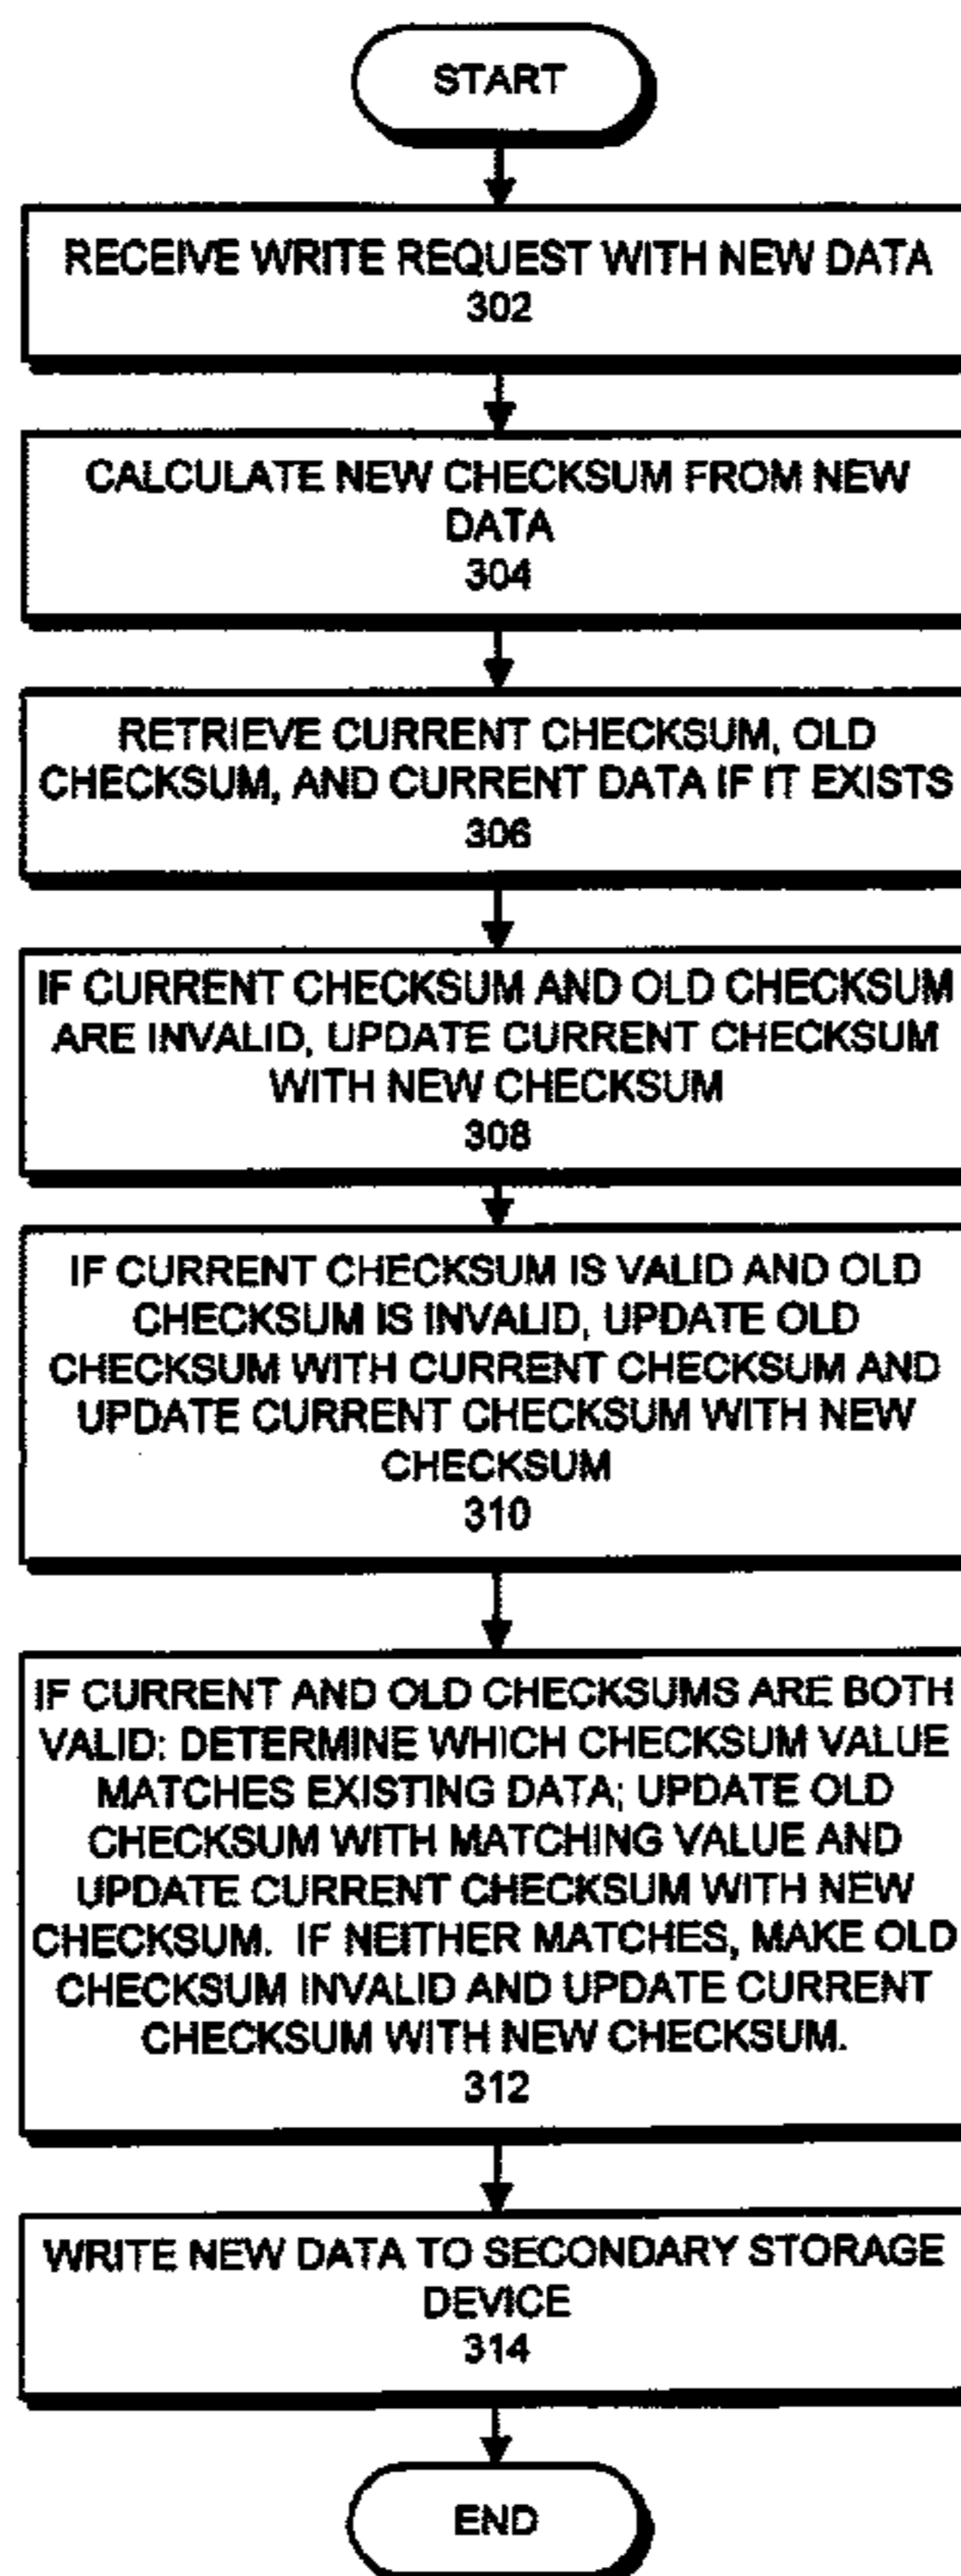 START
RECEIVE WRITE REQUEST WITH NEW DATA
302
CALCULATE NEW CHECKSUM FROM NEW
DATA
304
RETRIEVE CURRENT CHECKSUM, OLD
CHECKSUM, AND CURRENT DATA IF IT EXISTS
306
IF CURRENT CHECKSUM AND OLD CHECKSUM
ARE INVALID, UPDATE CURRENT CHECKSUM
WITH NEW CHECKSUM
308
IF CURRENT CHECKSUM IS VALID AND OLD
CHECKSUM IS INVALID, UPDATE OLD
CHECKSUM WITH CURRENT CHECKSUM AND
UPDATE CURRENT CHECKSUM WITH NEW
CHECKSUM
310
IF CURRENT AND OLD CHECKSUMS ARE BOTH
VALID: DETERMINE WHICH CHECKSUM VALUE
MATCHES EXISTING DATA; UPDATE OLD
CHECKSUM WITH MATCHING VALUE AND
UPDATE CURRENT CHECKSUM WITH NEW
CHECKSUM. IF NEITHER MATCHES, MAKE OLD
CHECKSUM INVALID AND UPDATE CURRENT
CHECKSUM WITH NEW CHECKSUM.
312
WRITE NEW DATA TO SECONDARY STORAGE
DEVICE
314
END